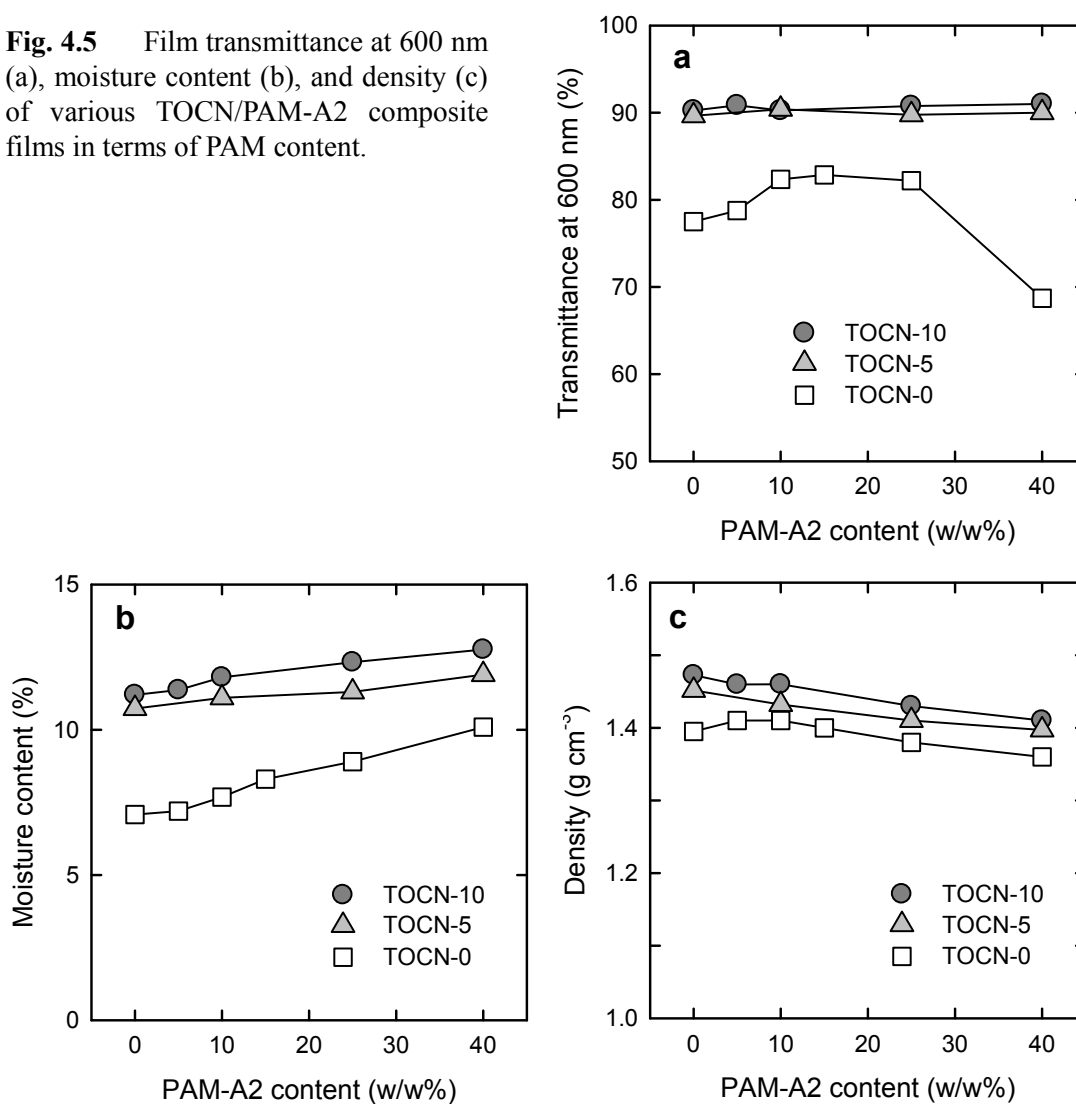 Fig. 4.5 Film transmittance at 600 nm
(a), moisture content (b), and density (c)
of various TOCN/PAM-A2 composite
films in terms of PAM content.
a
Transmittance at 600 nm (%)
100
90
80
70
60
50
TOCN-10
TOCN-5
TOCN-0
0 10 20 30 40
PAM-A2 content (w/w%)
b
Moisture content (%)
15
10
5
0
TOCN-10
TOCN-5
TOCN-0
0 10 20 30 40
PAM-A2 content (w/w%)
c
Density (g cm⁻³)
1.6
1.4
1.2
1.0
TOCN-10
TOCN-5
TOCN-0
0 10 20 30 40
PAM-A2 content (w/w%)